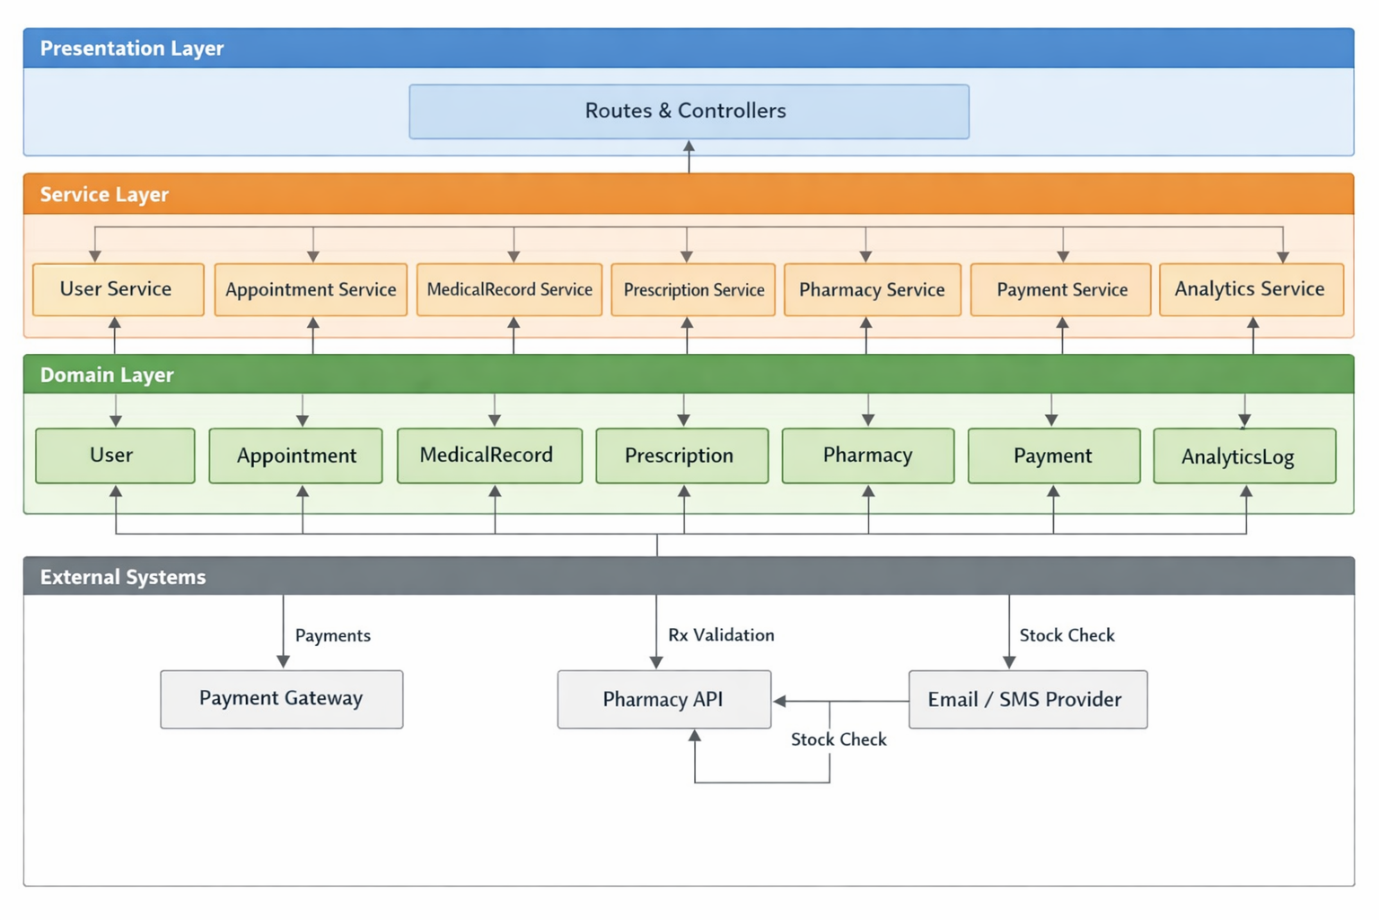 Presentation Layer
Routes & Controllers
Service Layer
User Service
Appointment Service
MedicalRecord Service
Prescription Service
Pharmacy Service
Payment Service
Analytics Service
Domain Layer
User
Appointment
MedicalRecord
Prescription
Pharmacy
Payment
AnalyticsLog
External Systems
Payments
Rx Validation
Stock Check
Payment Gateway
Pharmacy API
Email / SMS Provider
Stock Check